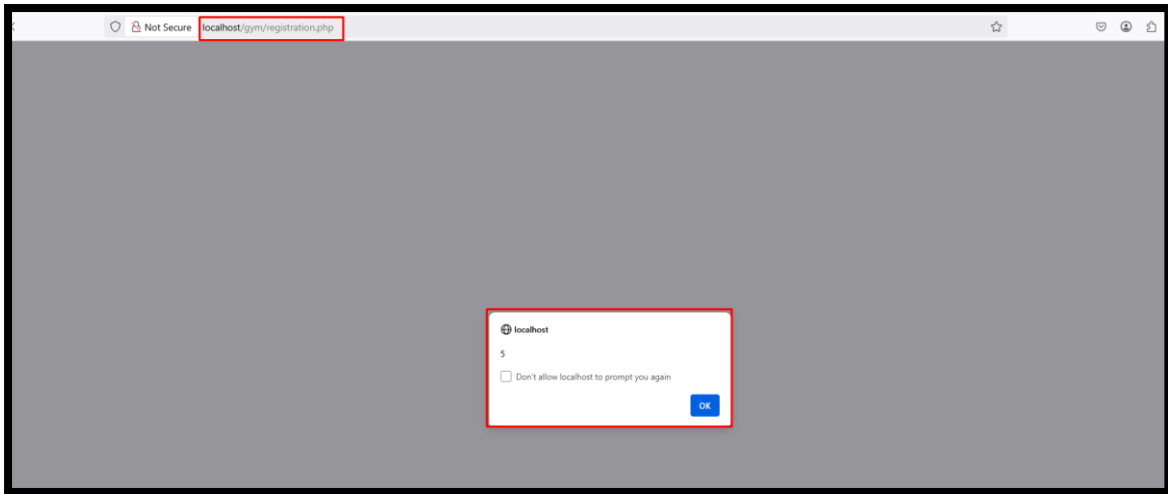 Not Secure localhost/gym/registration.php
localhost
5
Don't allow localhost to prompt you again
OK